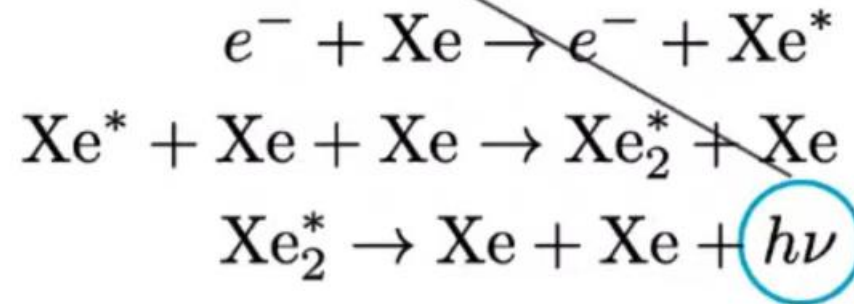 e⁻ + Xe → e⁻ + Xe*
Xe* + Xe + Xe → Xe₂* + Xe
Xe₂* → Xe + Xe + hν